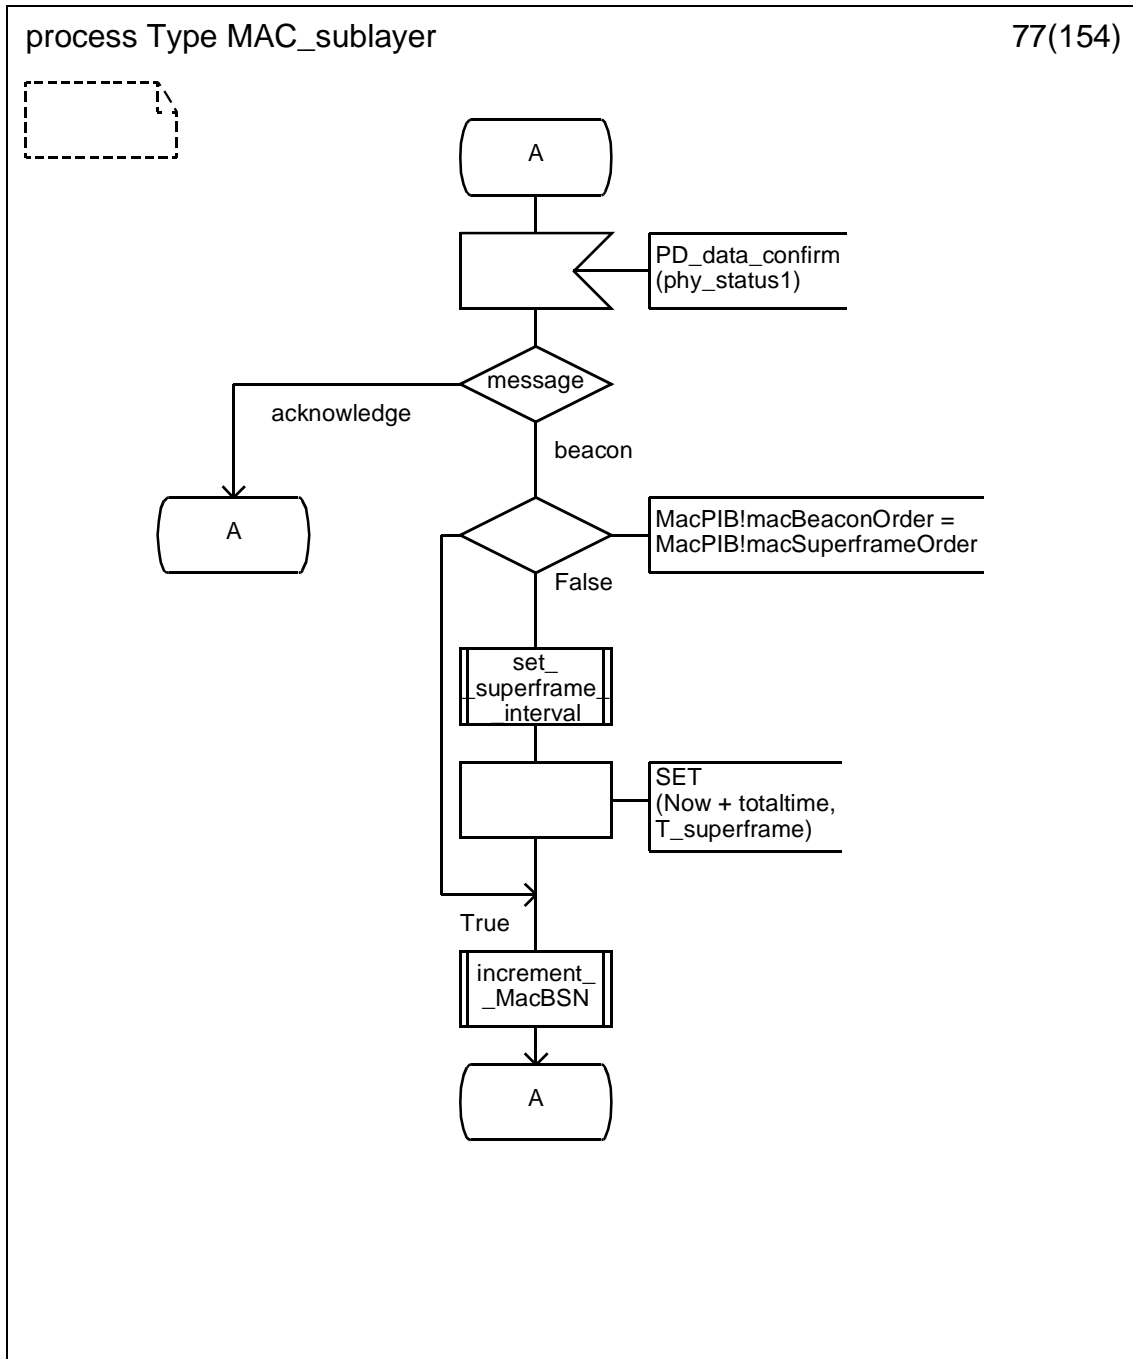 process Type MAC_sublayer
77(154)
A
PD_data_confirm
(phy_status1)
message
acknowledge
beacon
A
MacPIB!macBeaconOrder =
MacPIB!macSuperframeOrder
False
set_
_superframe_
_interval
SET
(Now + totaltime,
T_superframe)
True
increment_
_MacBSN
A